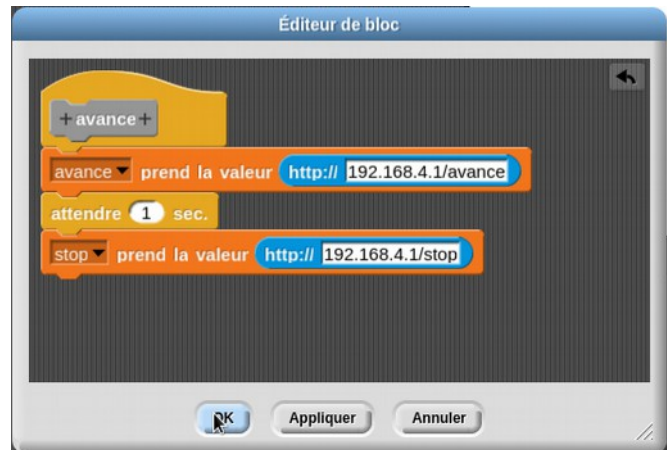 Éditeur de bloc
+ avance +
avance prend la valeur http:// 192.168.4.1/avance
attendre 1 sec.
stop prend la valeur http:// 192.168.4.1/stop
OK Appliquer Annuler